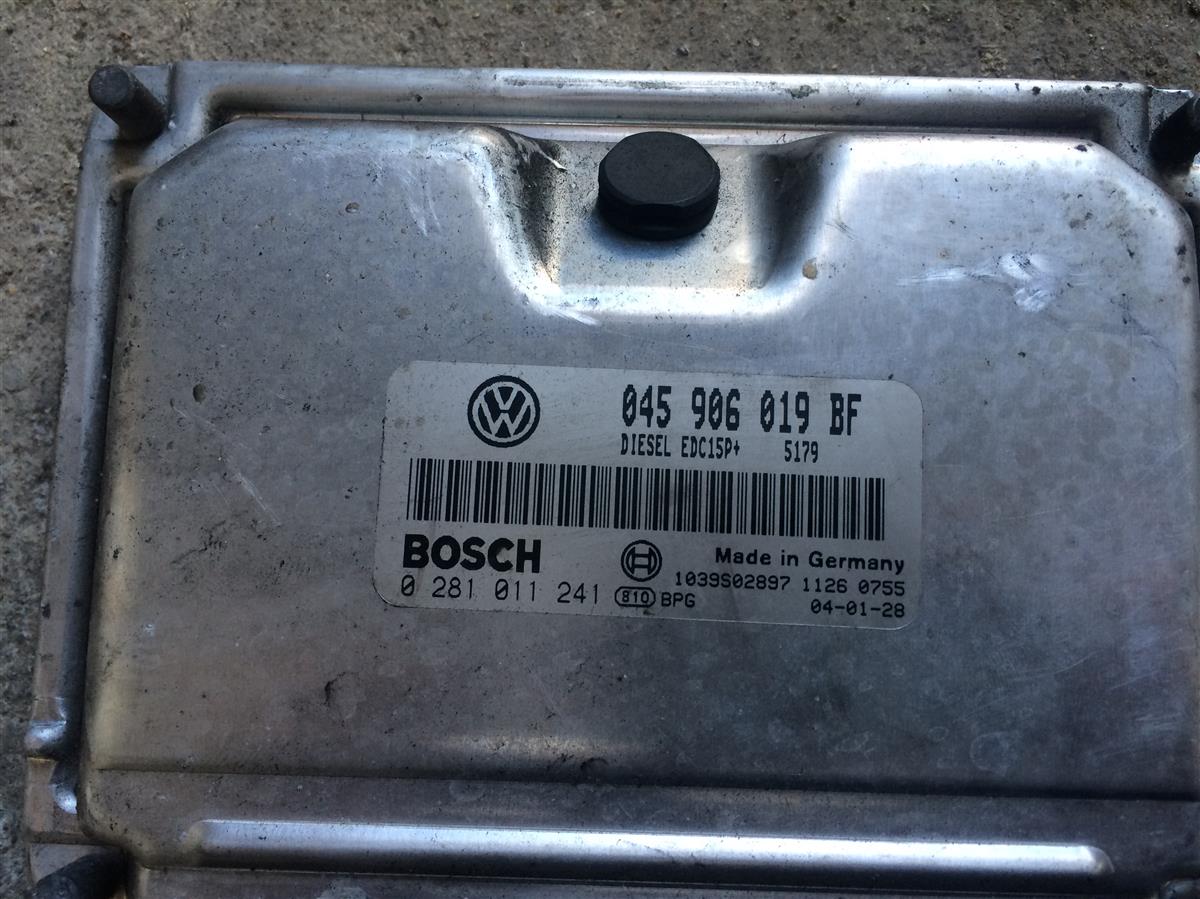 045 906 019 BF
DIESEL EDC15P+ 5179
BOSCH
Made in Germany
0 281 011 241 810 BPG
1039S02897 1126 0755
04-01-28